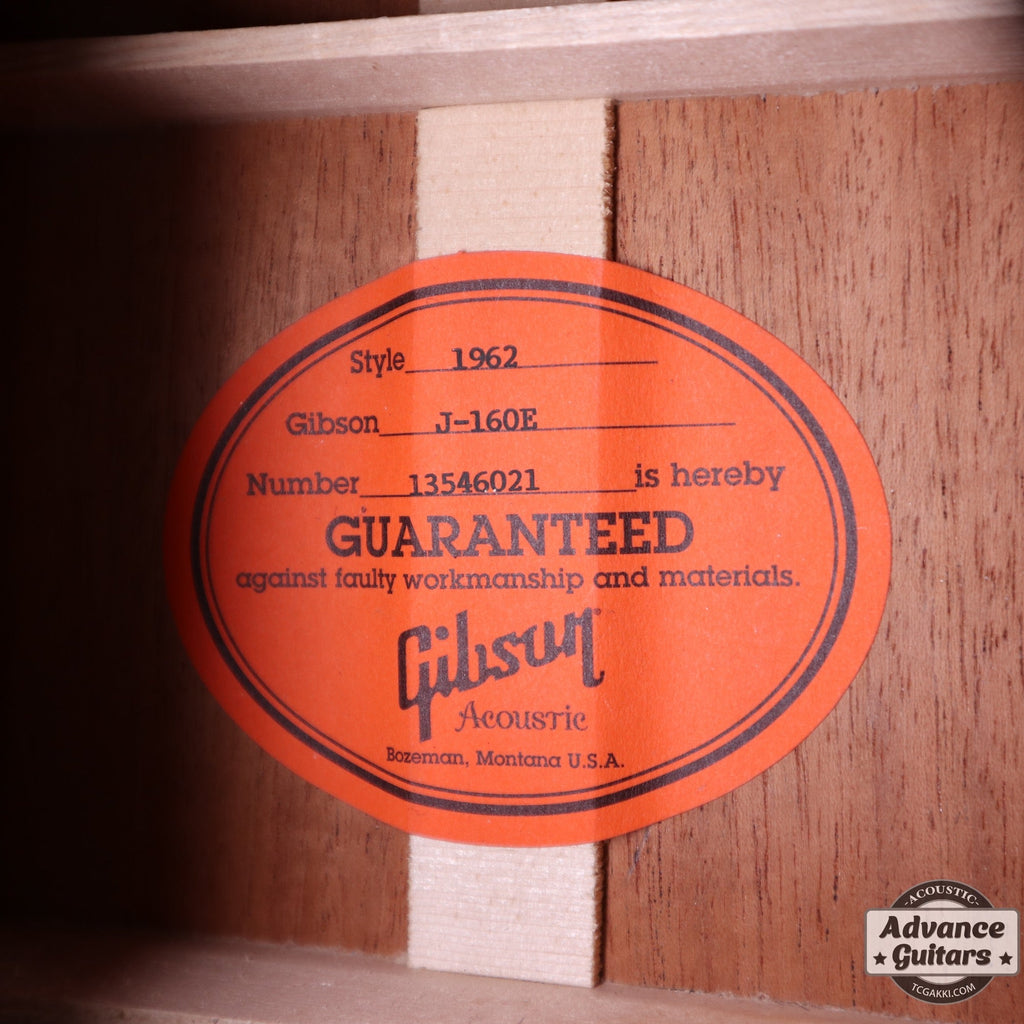 Style 1962
Gibson J-160E
Number 13546021 is hereby
GUARANTEED
against faulty workmanship and materials.
Gibson
Acoustic
Bozeman, Montana U.S.A.
-ACOUSTIC-
Advance
★ Guitars ★
TCGAKKI.COM